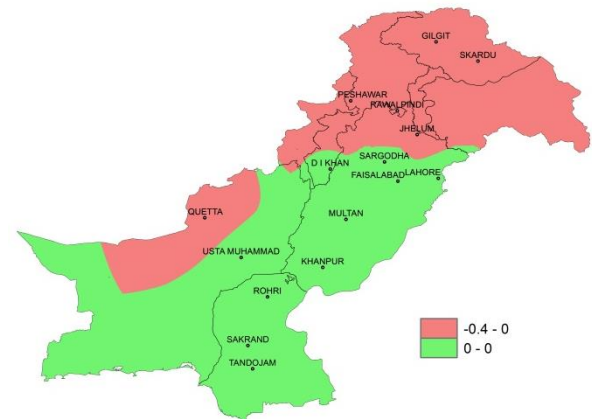 GILGIT
SKARDU
PESHAWAR
RAWALPINDI
JHELUM
SARGODHA
D I KHAN
FAISALABAD
LAHORE
QUETTA
MULTAN
USTA MUHAMMAD
KHANPUR
ROHRI
-0.4 - 0
0 - 0
SAKRAND
TANDOJAM